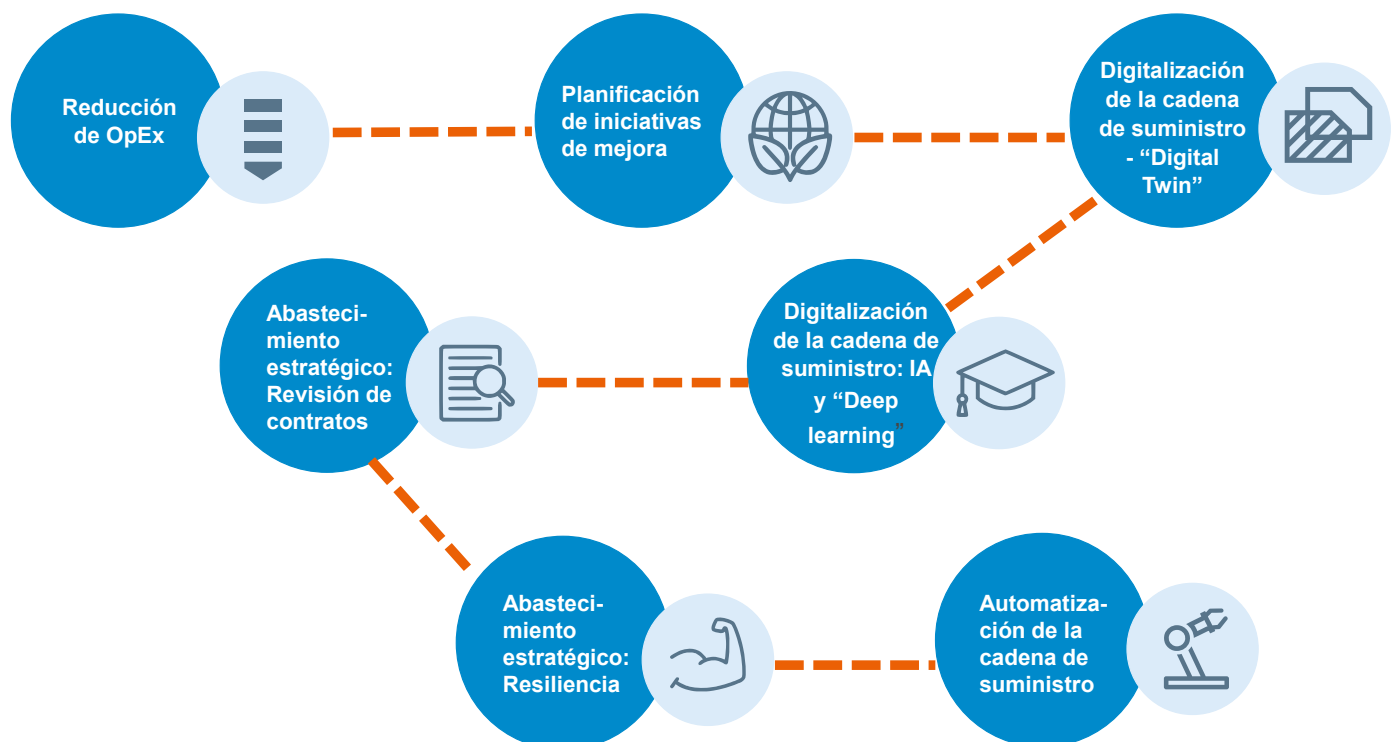 Reducción
de OpEx
Planificación
de iniciativas
de mejora
Digitalización
de la cadena
de suministro
- “Digital
Twin”
Digitalización
de la cadena de
suministro: IA
y “Deep
learning”
Abasteci-
miento
estratégico:
Revisión de
contratos
Abasteci-
miento
estratégico:
Resiliencia
Automatiza-
ción de la
cadena de
suministro